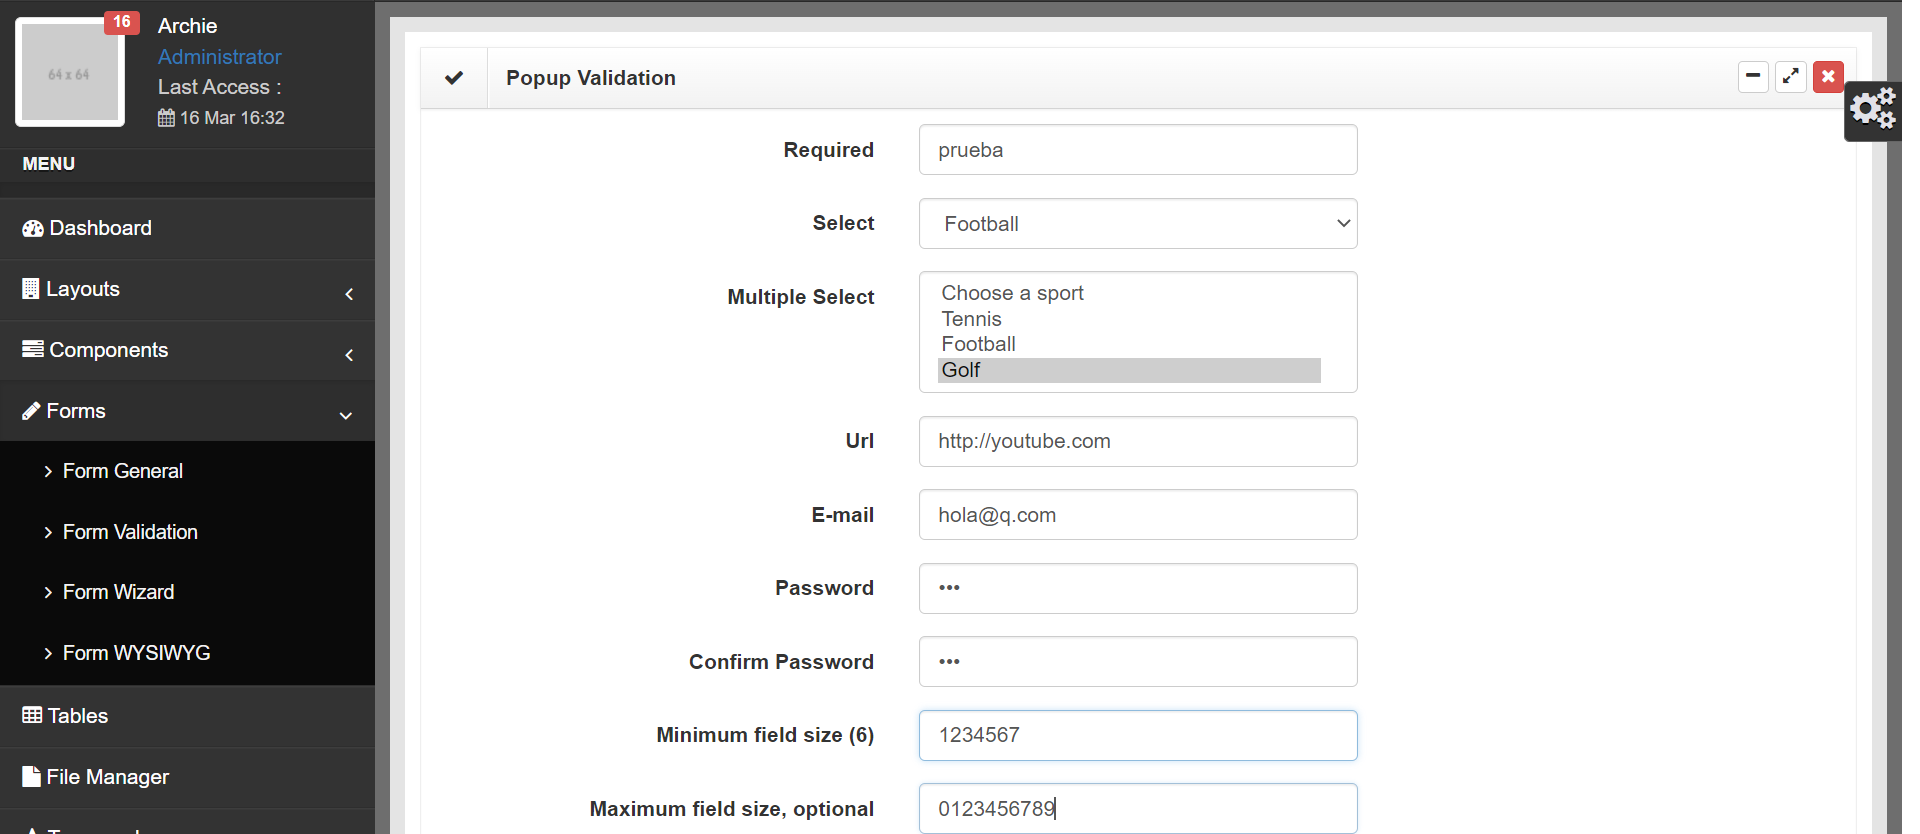 16
Archie
64 x 64
Administrator
Last Access :
16 Mar 16:32
MENU
Dashboard
Layouts
Components
Forms
Form General
Form Validation
Form Wizard
Form WYSIWYG
Tables
File Manager
Popup Validation
Required
prueba
Select
Football
Multiple Select
Choose a sport
Tennis
Football
Golf
Url
http://youtube.com
E-mail
hola@q.com
Password
•••
Confirm Password
•••
Minimum field size (6)
1234567
Maximum field size, optional
0123456789